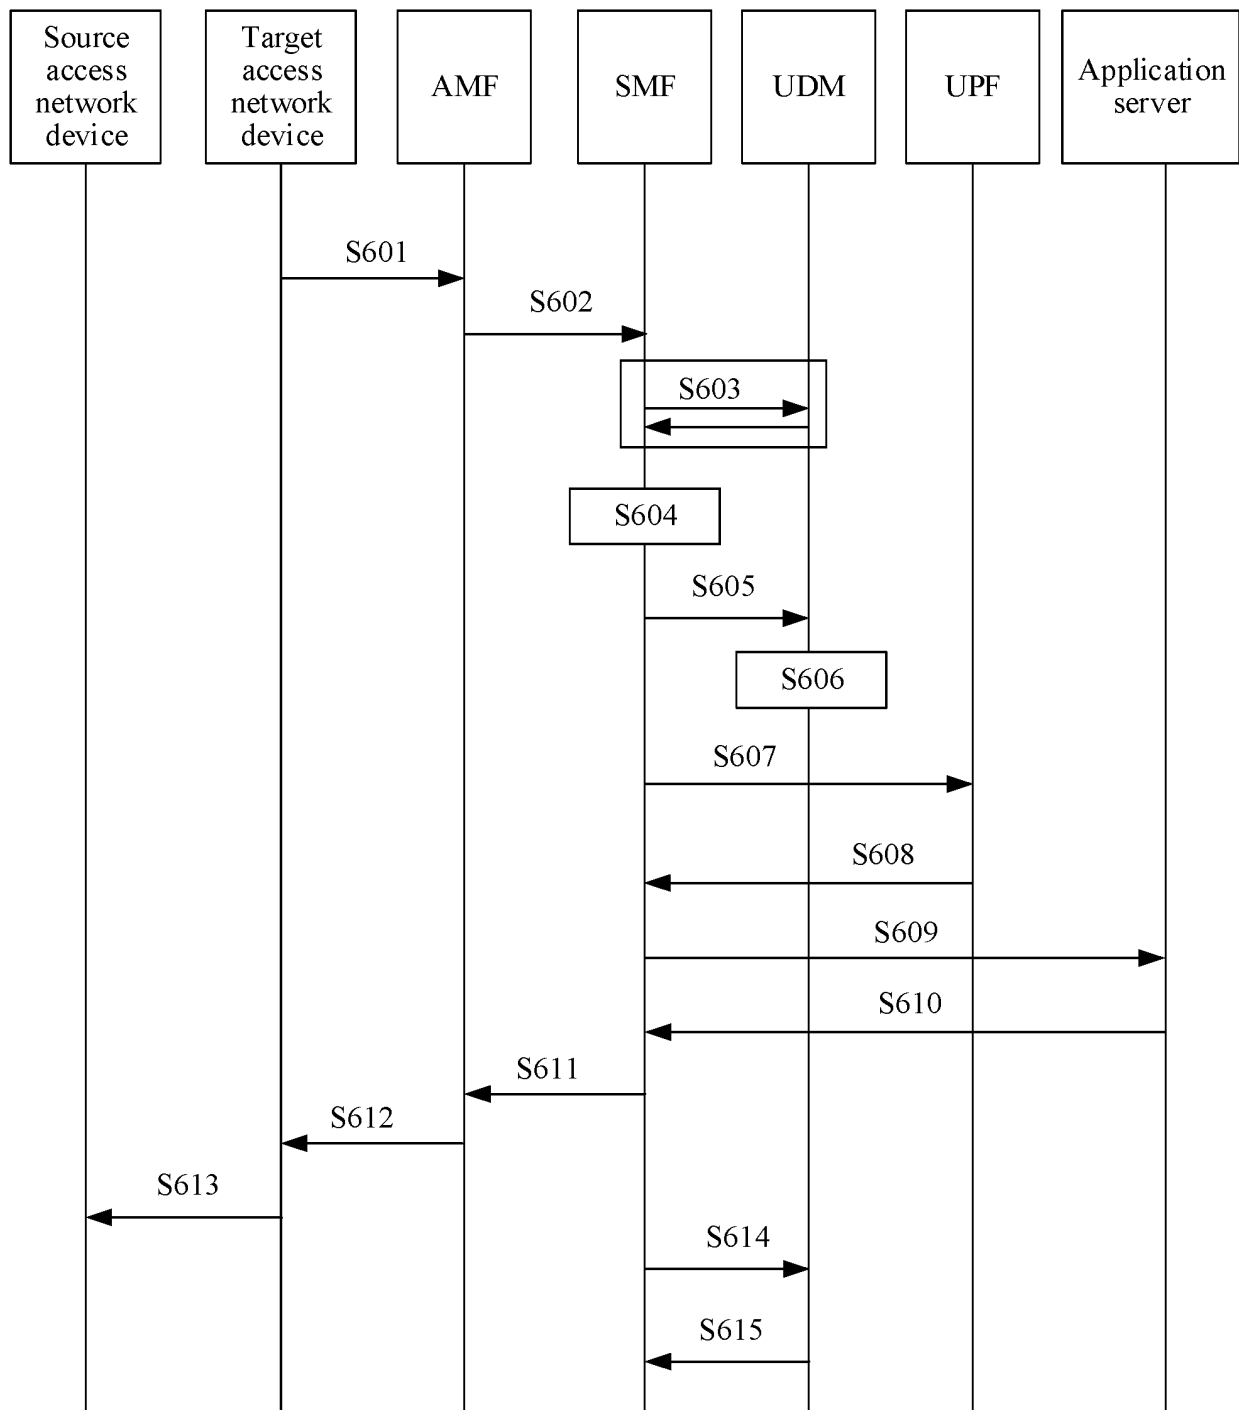 Source
access
network
device
Target
access
network
device
AMF
SMF
UDM
UPF
Application
server
S601
S602
S603
S604
S605
S606
S607
S608
S609
S610
S611
S612
S613
S614
S615